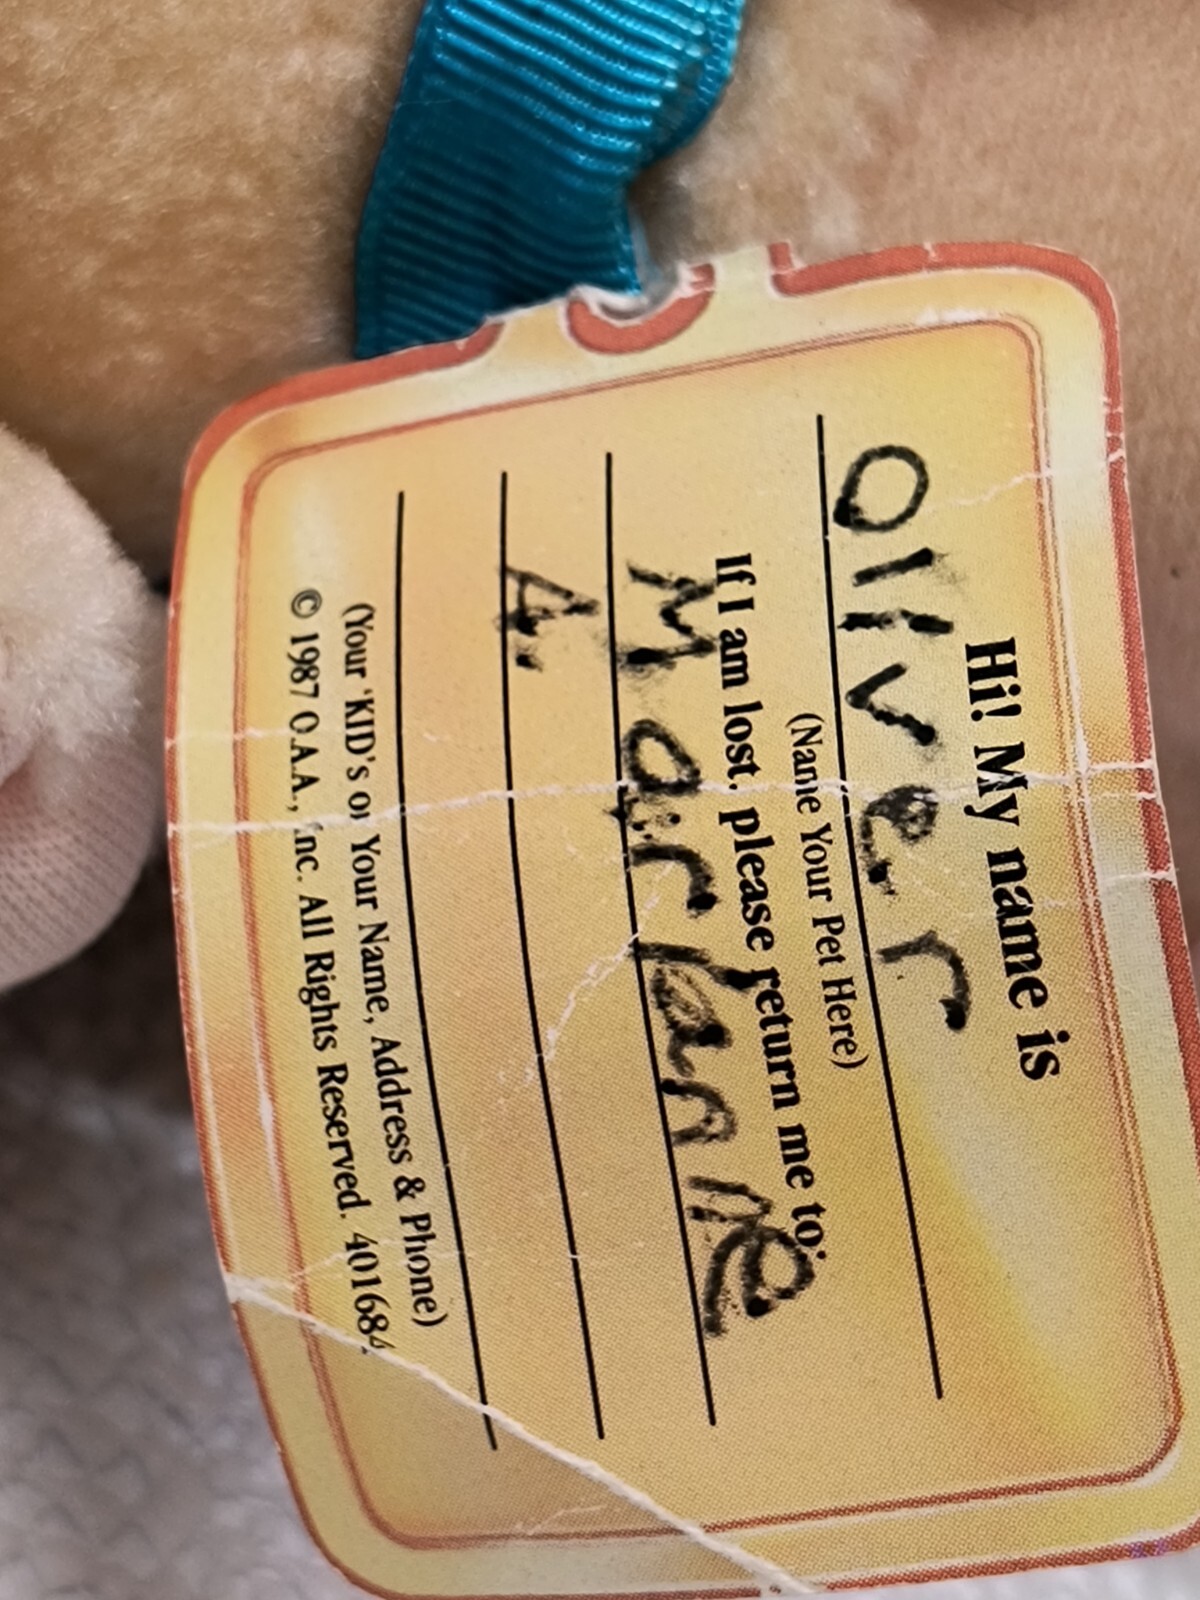 Hi! My name is
Oliver
(Name Your Pet Here)
If I am lost, please return me to:
Marianne
A.
(Your 'KID's or Your Name, Address & Phone)
© 1987 O.A.A., Inc. All Rights Reserved. 401684